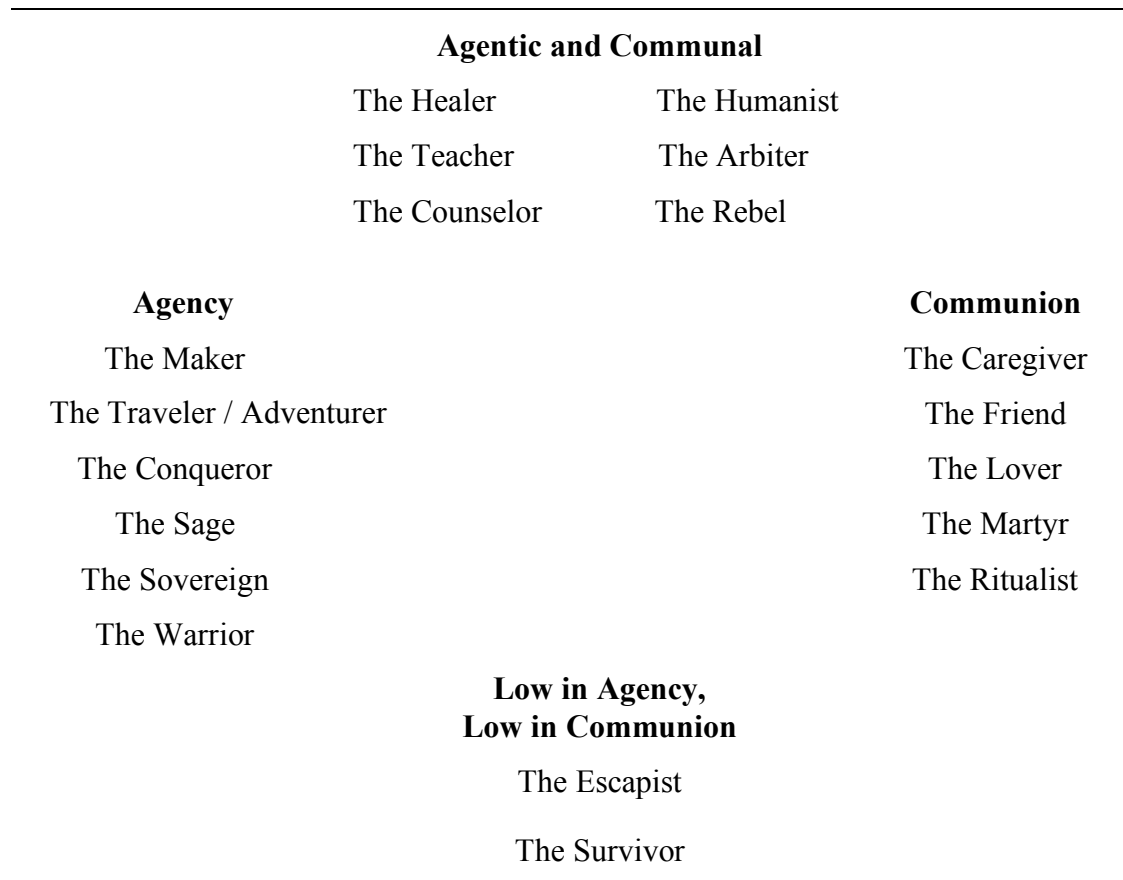 Agentic and Communal
The Healer The Humanist
The Teacher The Arbiter
The Counselor The Rebel
Agency Communion
The Maker The Caregiver
The Traveler / Adventurer The Friend
The Conqueror The Lover
The Sage The Martyr
The Sovereign The Ritualist
The Warrior
Low in Agency,
Low in Communion
The Escapist
The Survivor